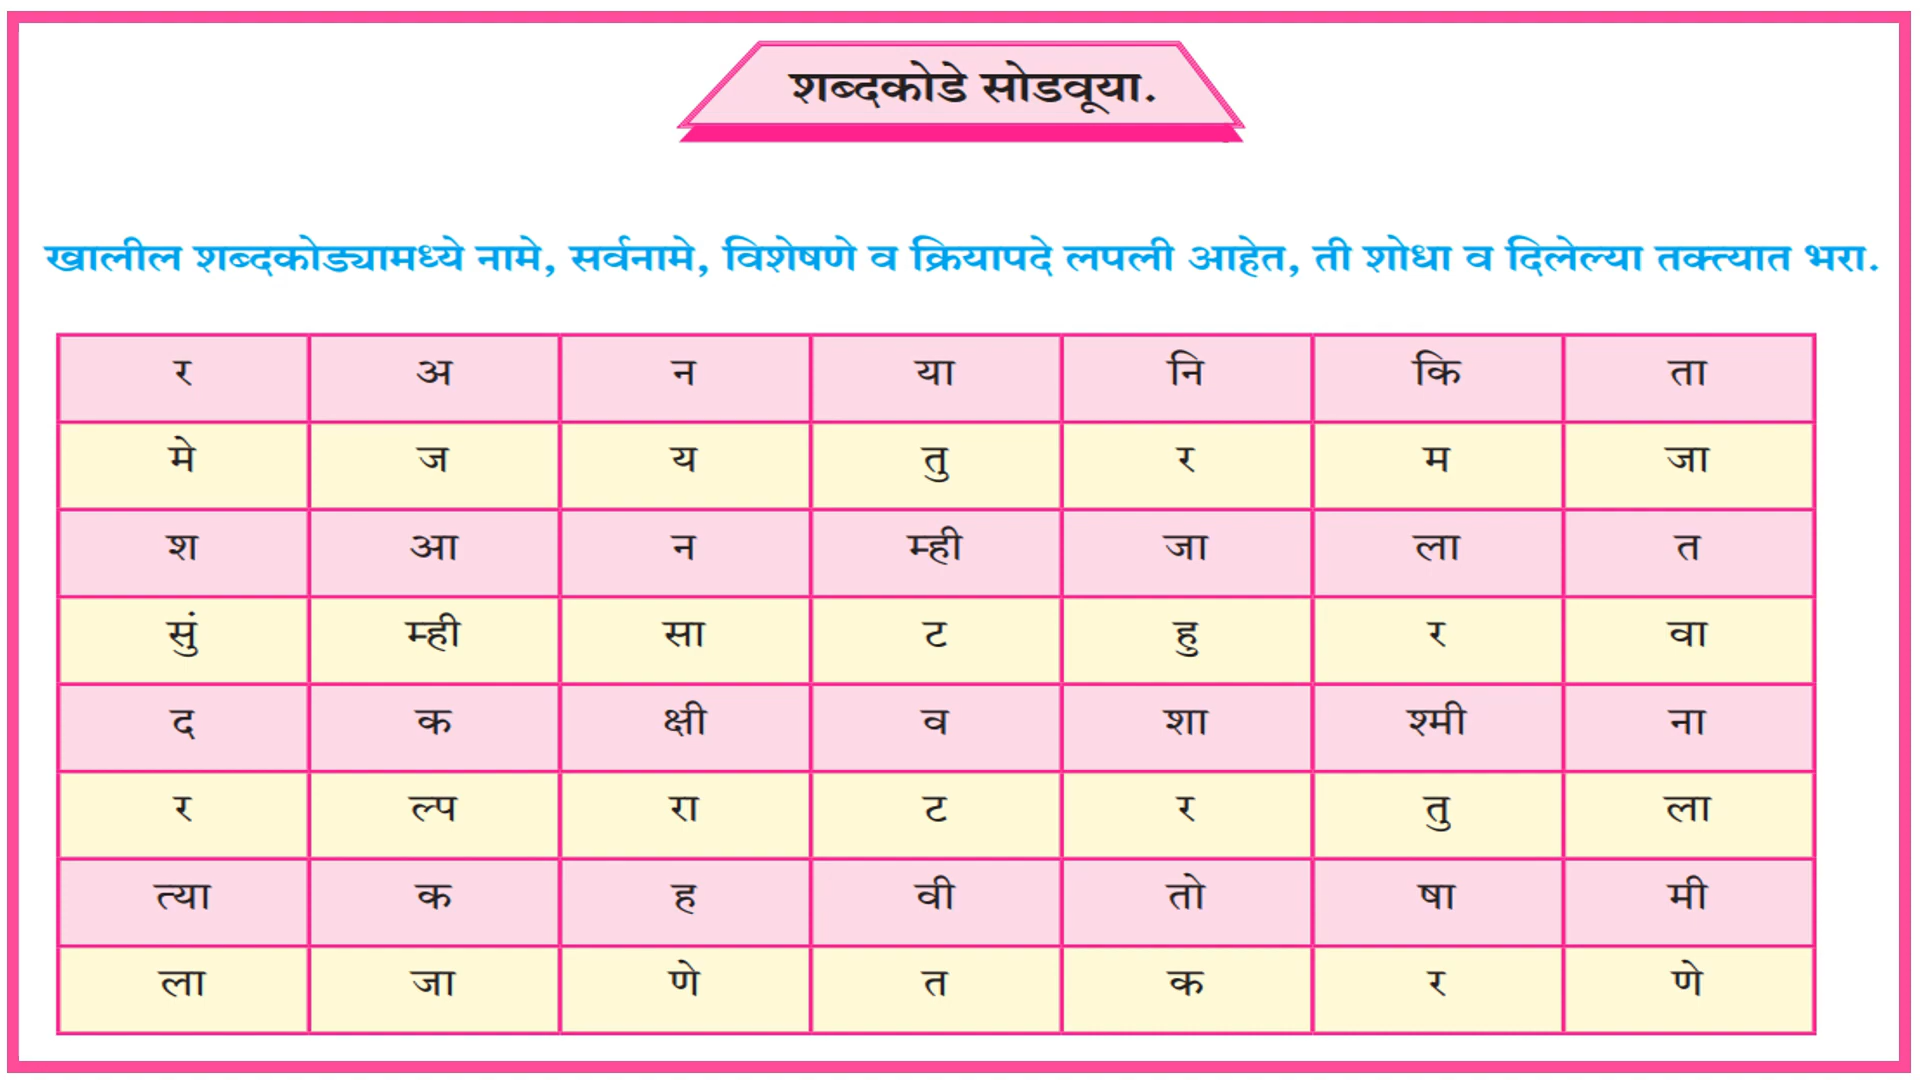 शब्दकोडे सोडवूया.
खालील शब्दकोड्यामध्ये नामे, सर्वनामे, विशेषणे व क्रियापदे लपली आहेत, ती शोधा व दिलेल्या तक्त्यात भरा.
र अ न या नि कि ता
मे ज य तु र म जा
श आ न म्ही जा ला त
सुं म्ही सा ट हु र वा
द क क्षी व शा श्मी ना
र ल्प रा ट र तु ला
त्या क ह वी तो षा मी
ला जा णे त क र णे